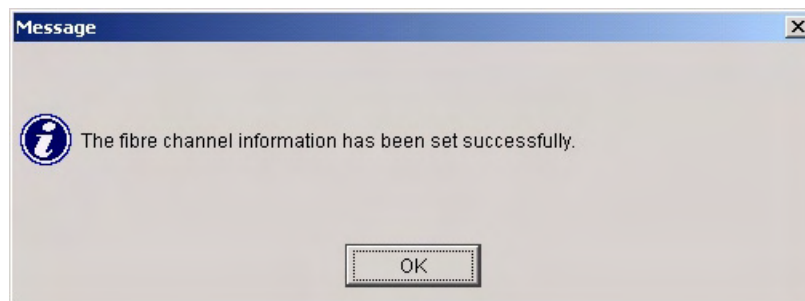 Message
The fibre channel information has been set successfully.
OK